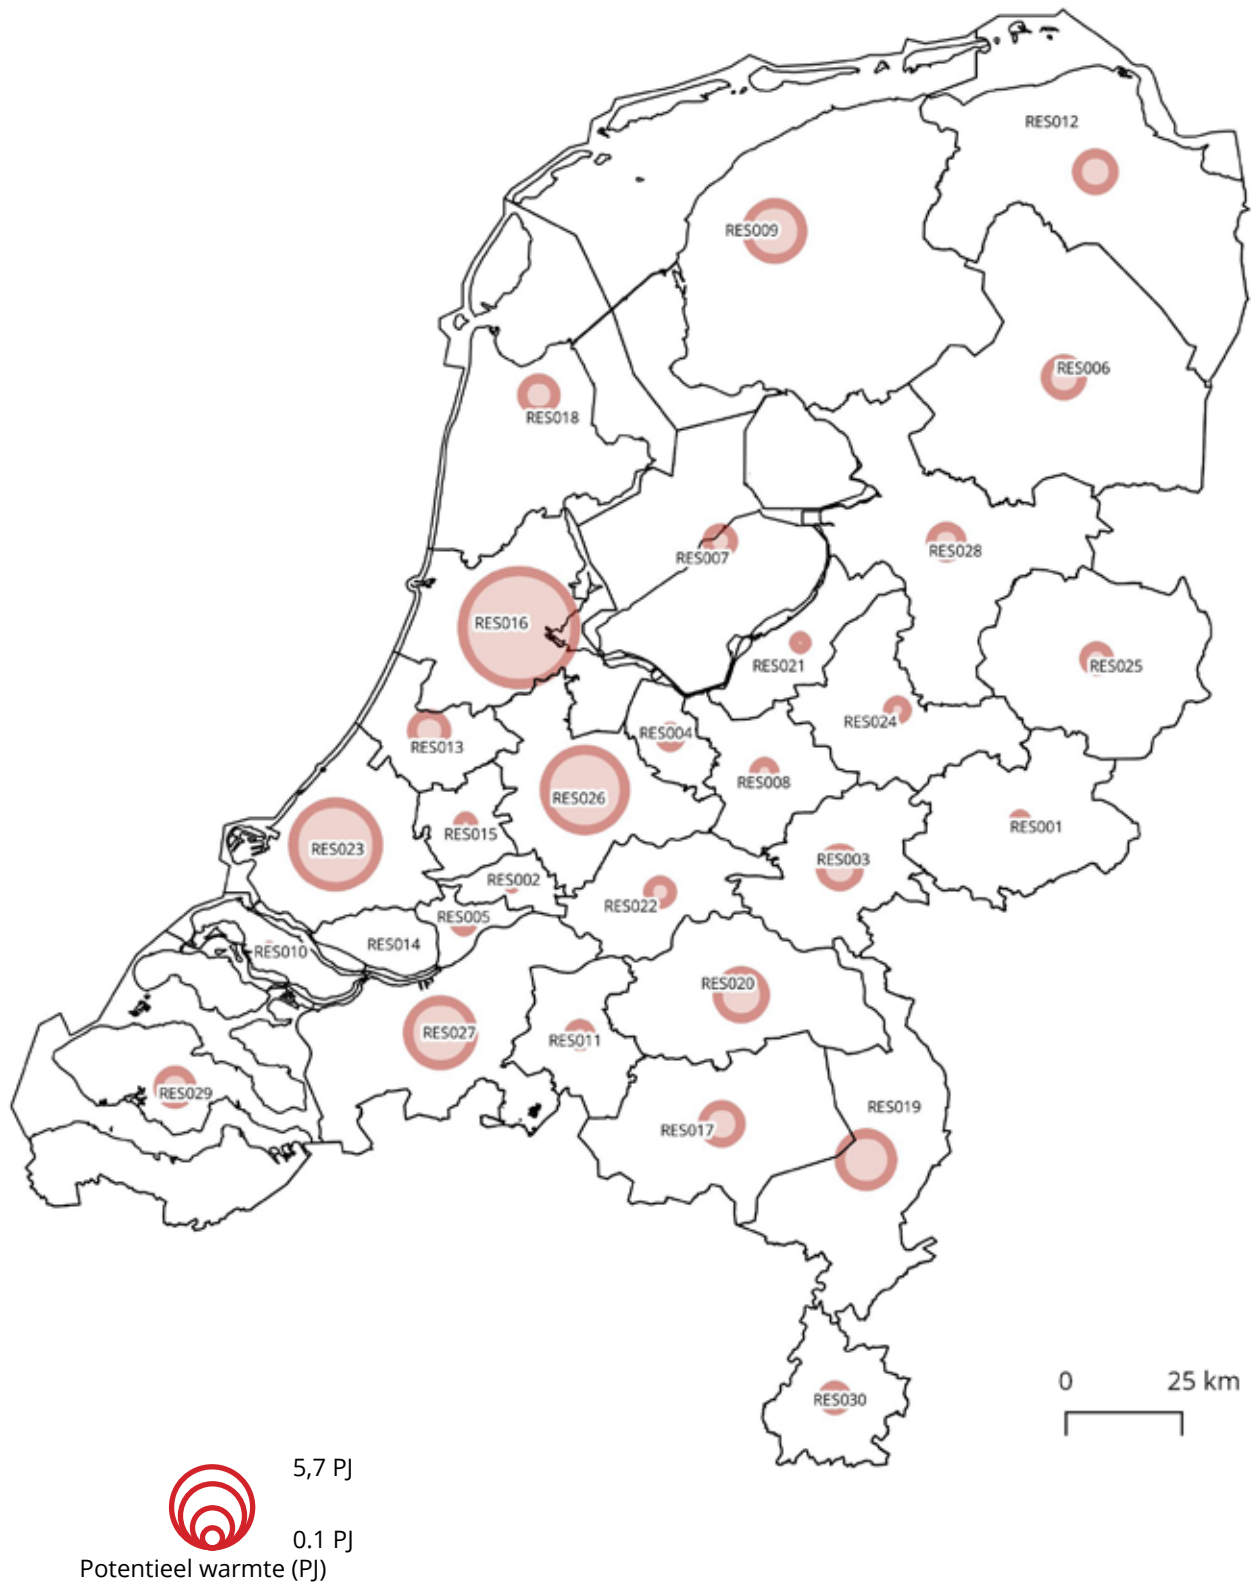 RES012
RES009
RES006
RES018
RES028
RES007
RES016
RES021
RES025
RES024
RES004
RES013
RES008
RES026
RES001
RES015
RES023
RES003
RES002
RES022
RES005
RES014
RES010
RES020
RES027
RES011
RES029
RES019
RES017
0 25 km
RES030
5,7 PJ
0.1 PJ
Potentieel warmte (PJ)